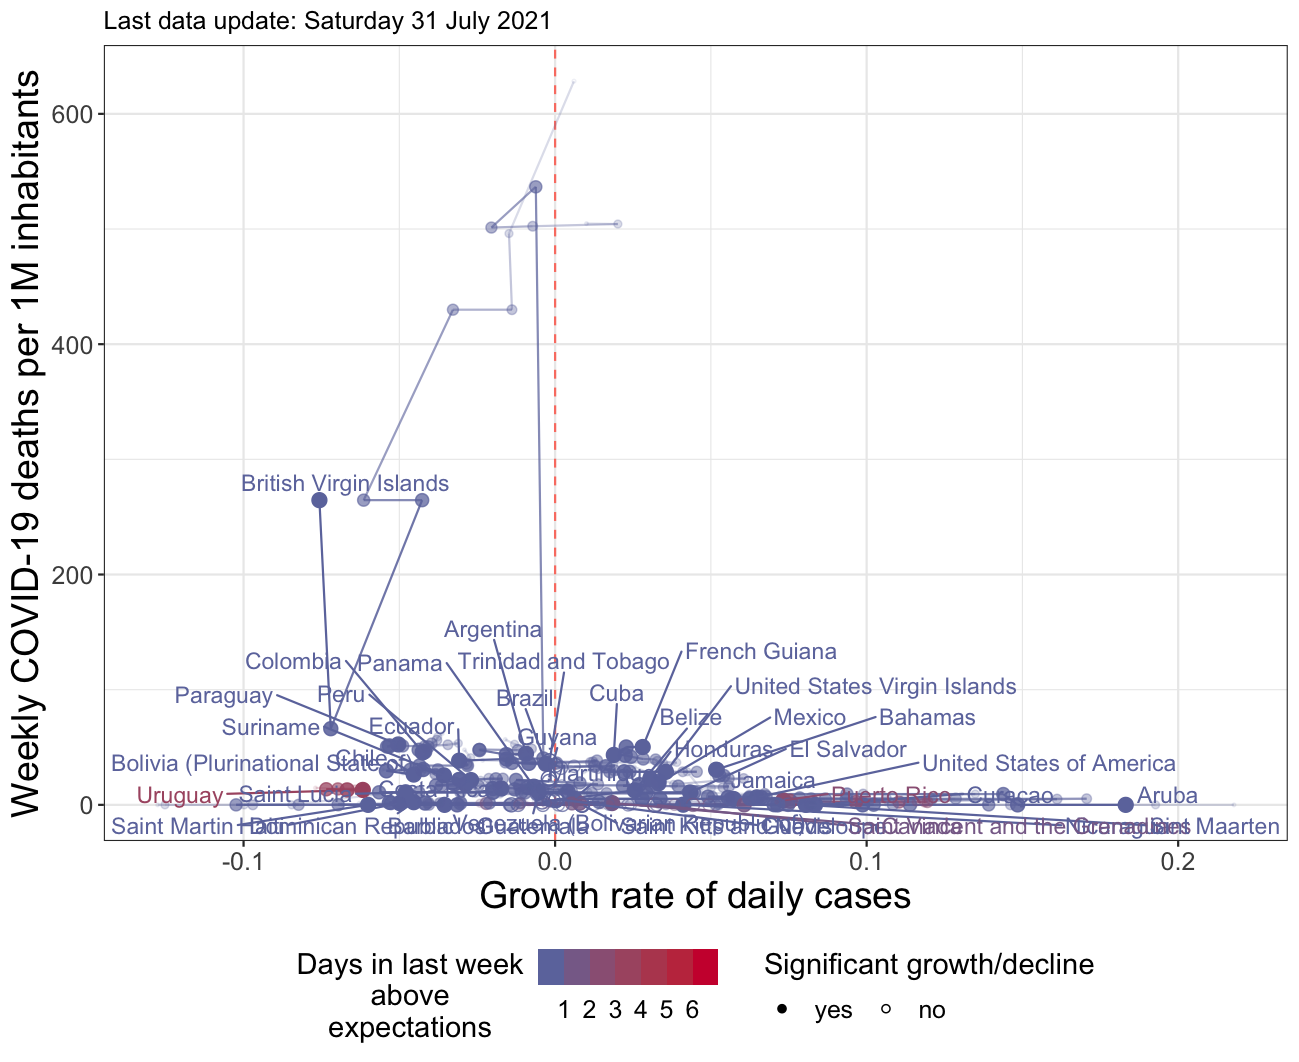 Last data update: Saturday 31 July 2021
Weekly COVID-19 deaths per 1M inhabitants
600
400
200
0
British Virgin Islands
Argentina
Colombia
Panama
Trinidad and Tobago
French Guiana
Paraguay
Peru
Brazil
Cuba
United States Virgin Islands
Suriname
Ecuador
Guyana
Belize
Mexico
Bahamas
Bolivia (Plurinational State of)
Chile
Honduras
El Salvador
United States of America
Jamaica
Uruguay
Saint Lucia
Puerto Rico
Curacao
Aruba
Saint Martin
Dominican Republic
Barbados
Guatemala
Venezuela (Bolivarian Republic of)
Saint Kitts and Nevis
Saint Vincent and the Grenadines
Sint Maarten
-0.1
0.0
0.1
0.2
Growth rate of daily cases
Days in last week
above
expectations
1 2 3 4 5 6
Significant growth/decline
yes
no